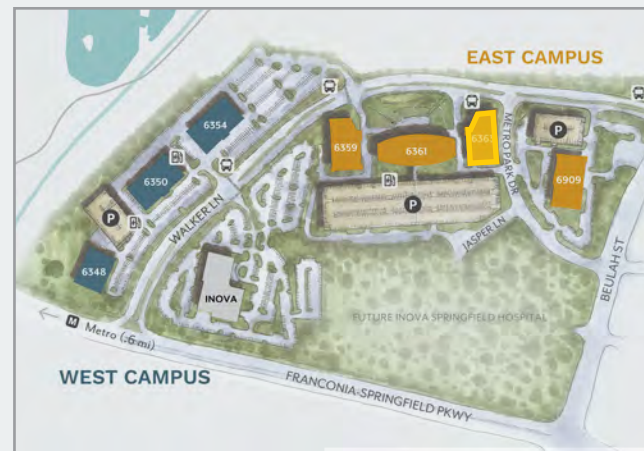 EAST CAMPUS
6354
6359
6361
6363
METRO PARK DR
P
6350
6909
P
WALKER LN
P
JASPER LN
6348
INOVA
BEULAH ST
FUTURE INOVA SPRINGFIELD HOSPITAL
M Metro (.6 mi)
WEST CAMPUS
FRANCONIA-SPRINGFIELD PKWY